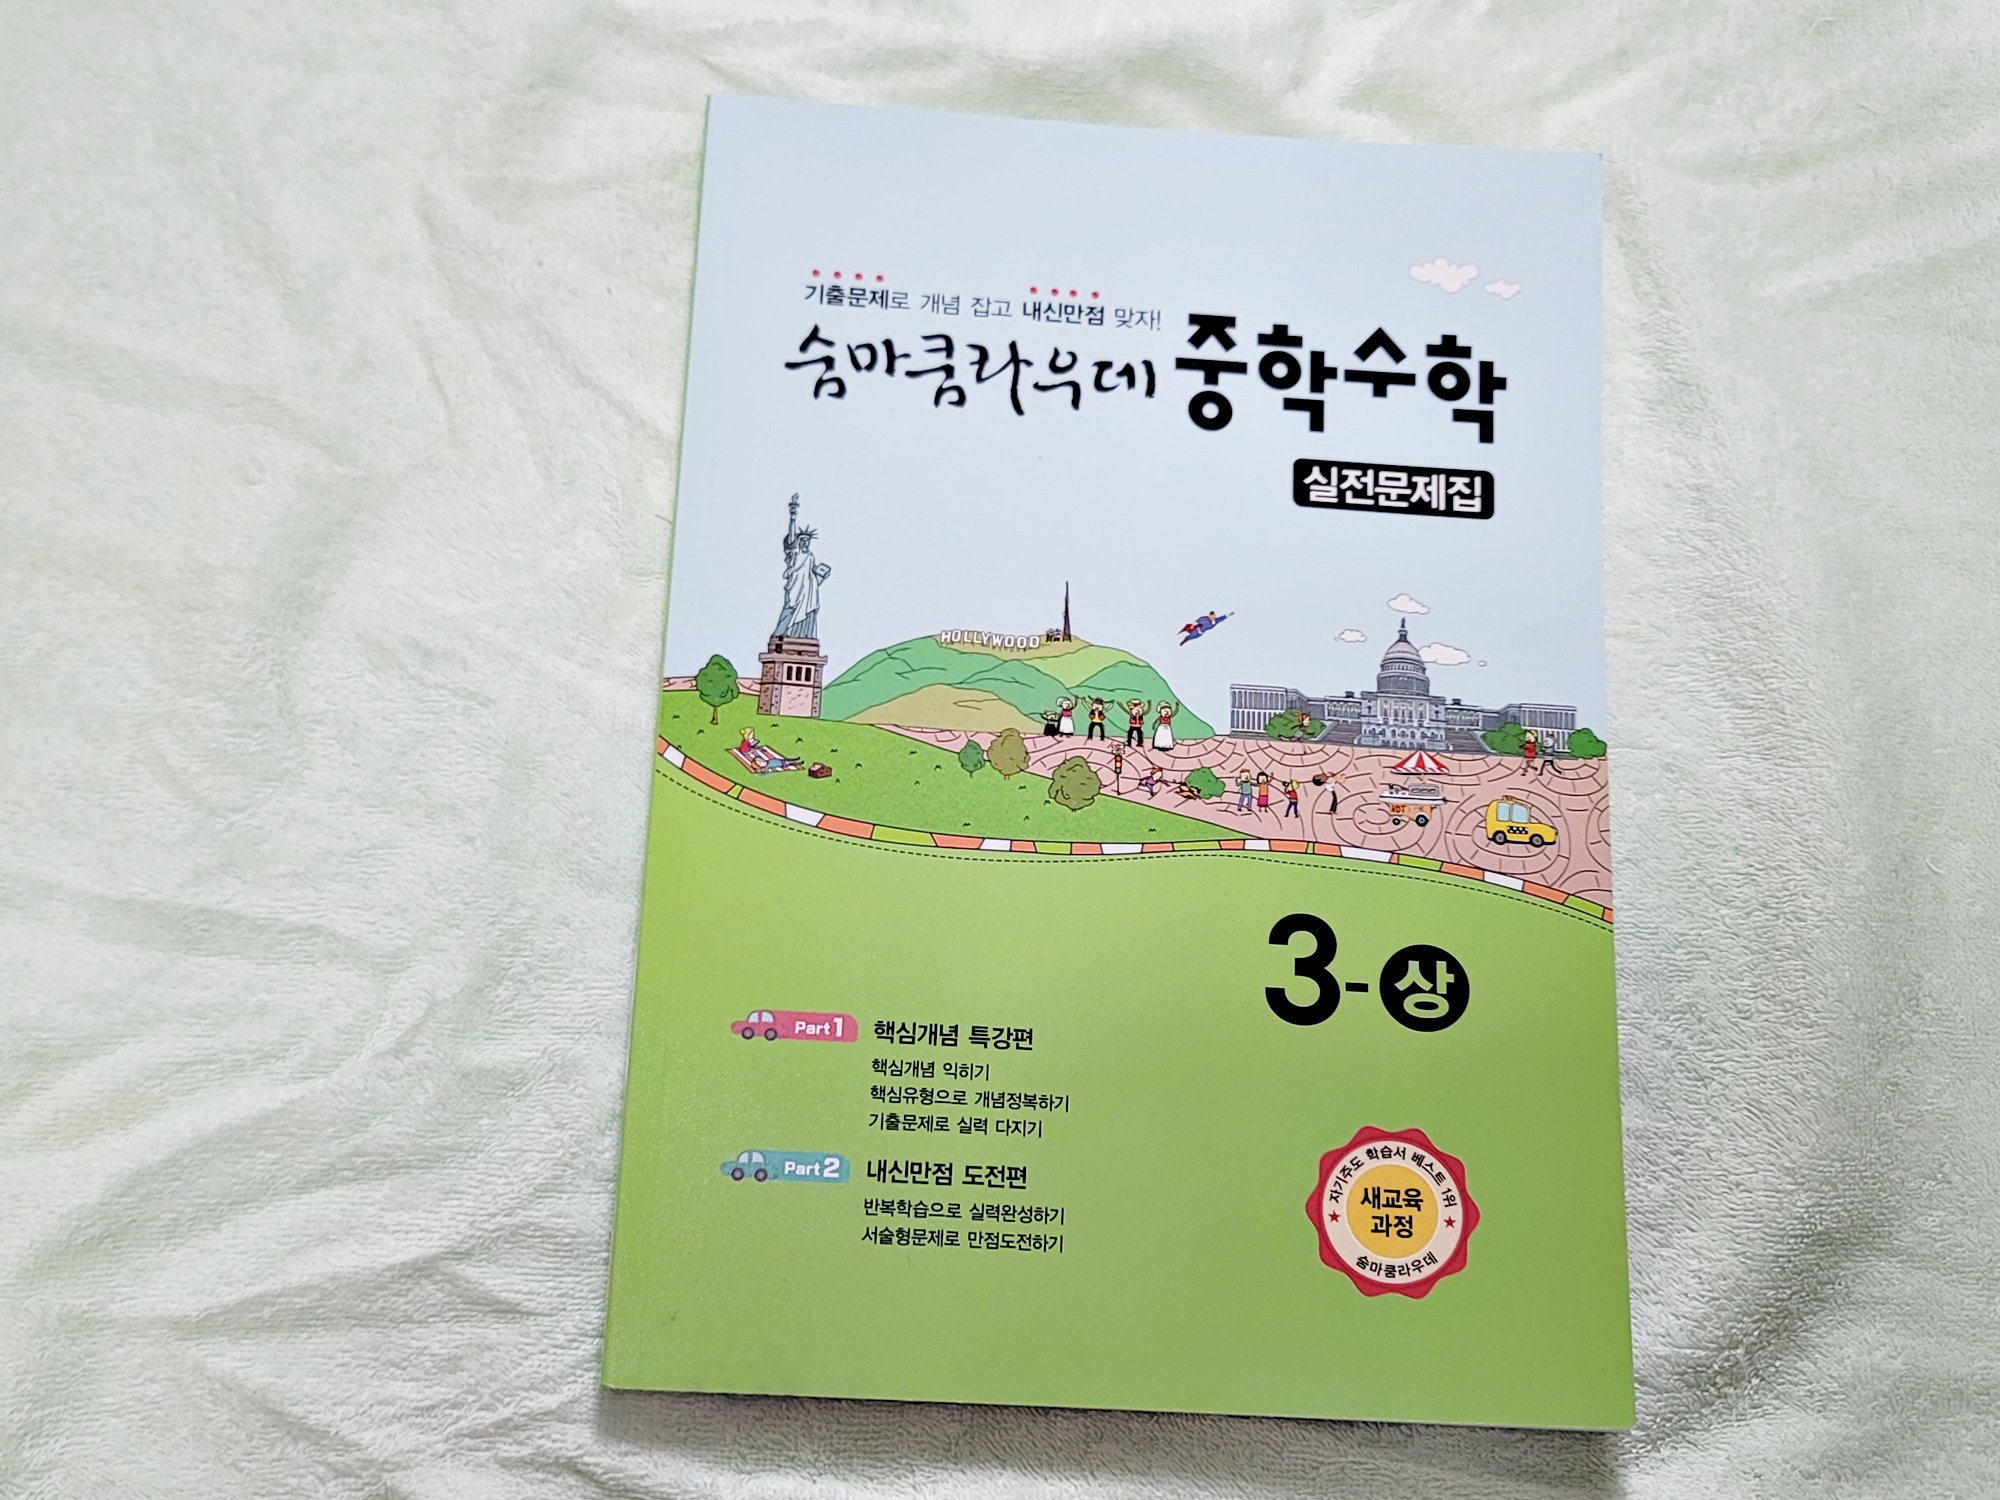 기출문제로 개념 잡고 내신만점 맞자!
숨마쿰라우데 중학수학
실전문제집
HOLLYWOOD
HOT
3-상
Part 1 핵심개념 특강편
핵심개념 익히기
핵심유형으로 개념정복하기
기출문제로 실력 다지기
Part 2 내신만점 도전편
반복학습으로 실력완성하기
서술형문제로 만점도전하기
★ 자기주도 학습서 베스트 1위 ★
새교육
과정
숨마쿰라우데